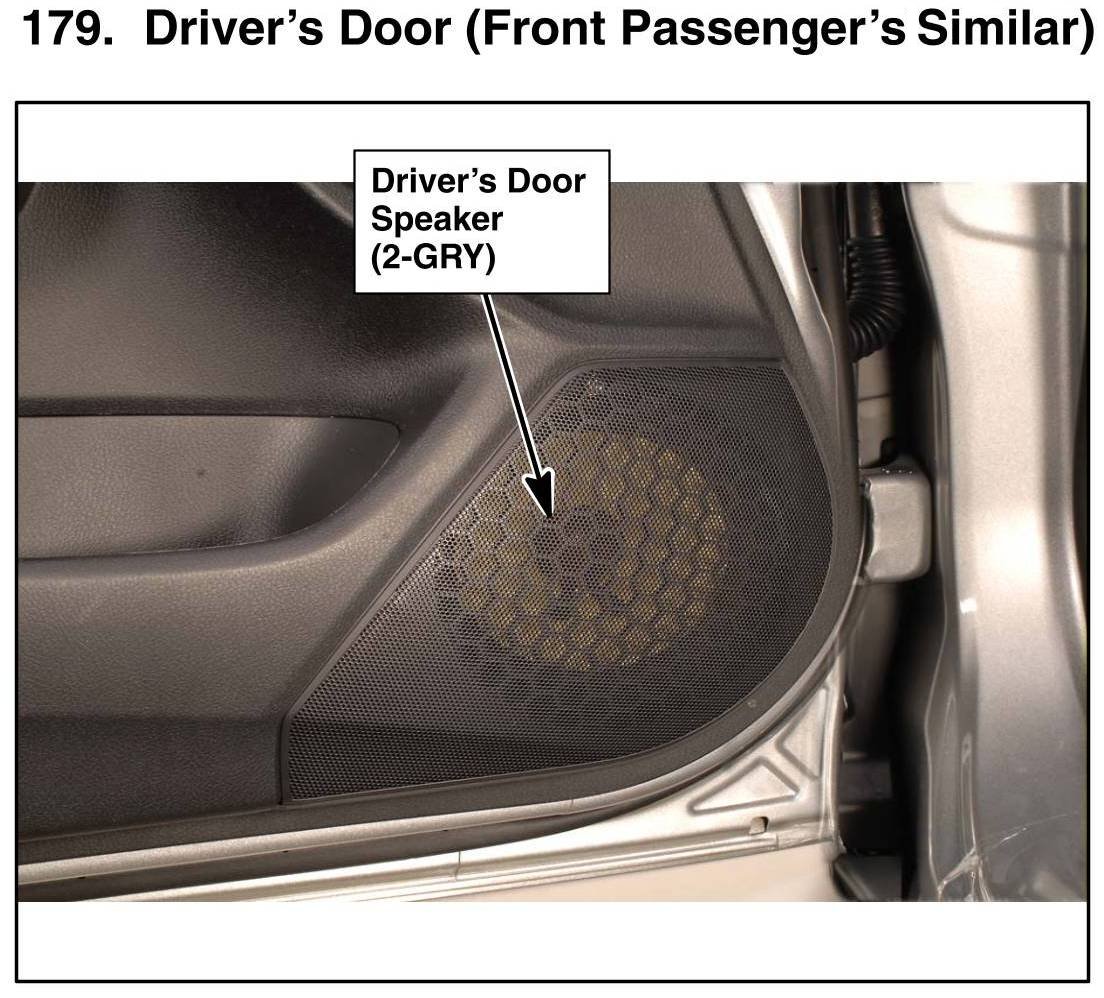 179. Driver’s Door (Front Passenger’s Similar)
Driver’s Door
Speaker
(2-GRY)